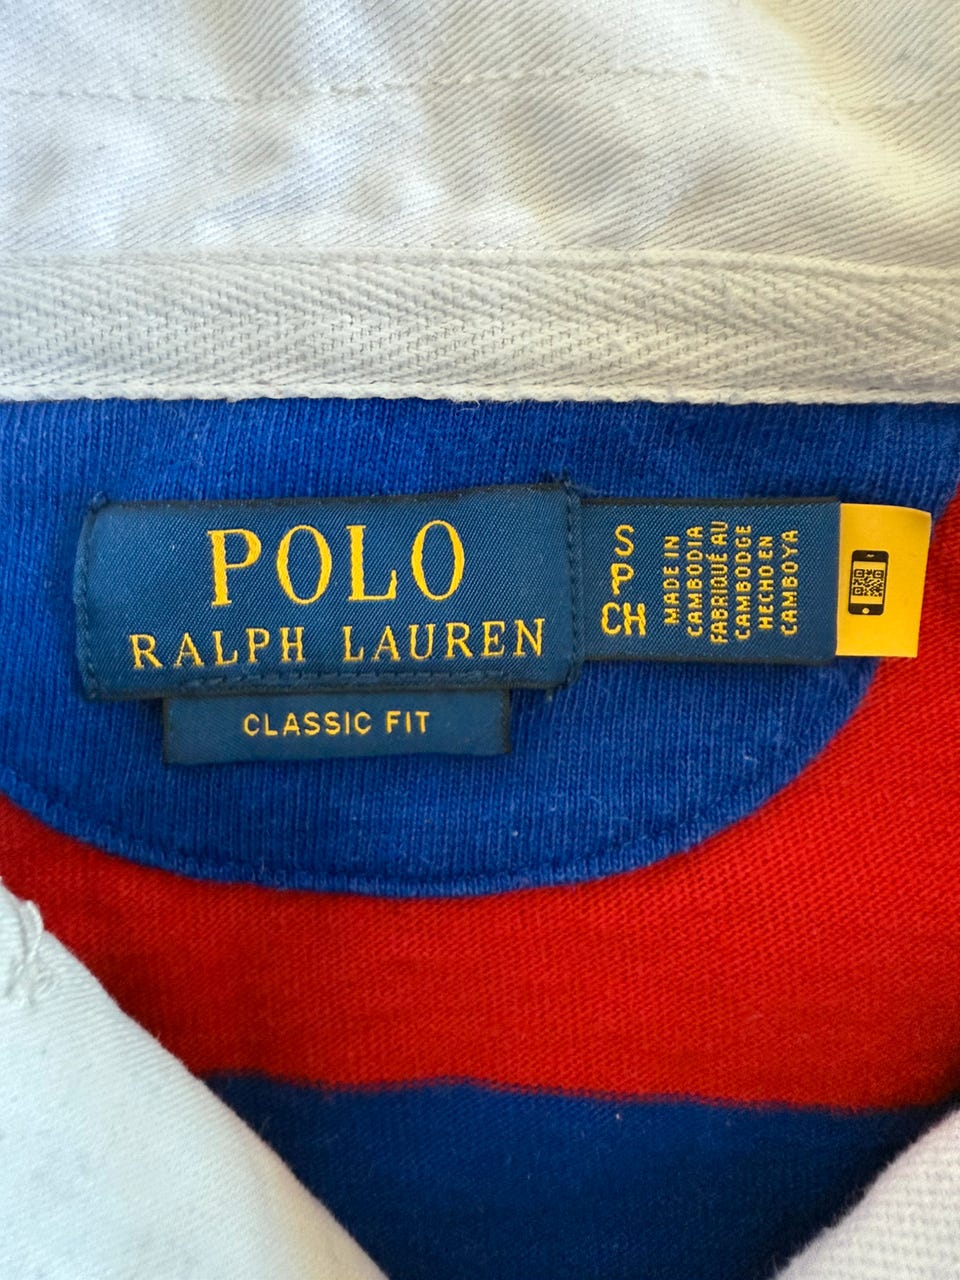 POLO
RALPH LAUREN
CLASSIC FIT
S
P
CH
MADE IN
CAMBODIA
FABRIQUÉ AU
CAMBODGE
HECHO EN
CAMBOYA